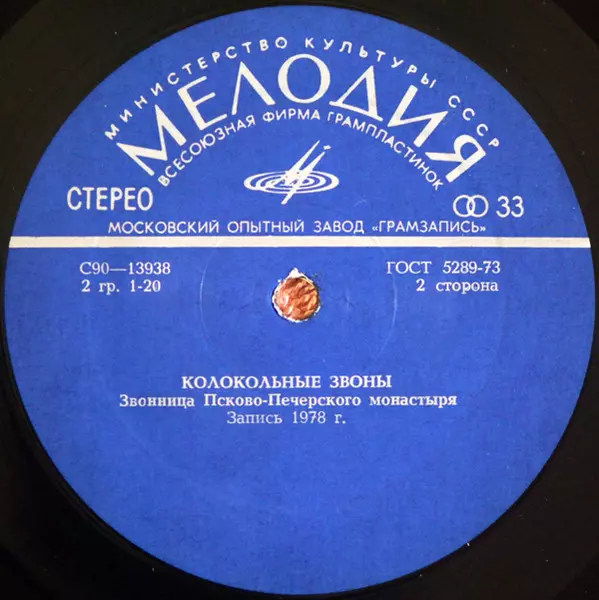 МИНИСТЕРСТВО КУЛЬТУРЫ СССР
МЕЛОДИЯ
ВСЕСОЮЗНАЯ ФИРМА ГРАМПЛАСТИНОК
СТЕРЕО
33
МОСКОВСКИЙ ОПЫТНЫЙ ЗАВОД «ГРАМЗАПИСЬ»
С90—13938
ГОСТ 5289-73
2 гр. 1-20
2 сторона
КОЛОКОЛЬНЫЕ ЗВОНЫ
Звонница Псково-Печерского монастыря
Запись 1978 г.